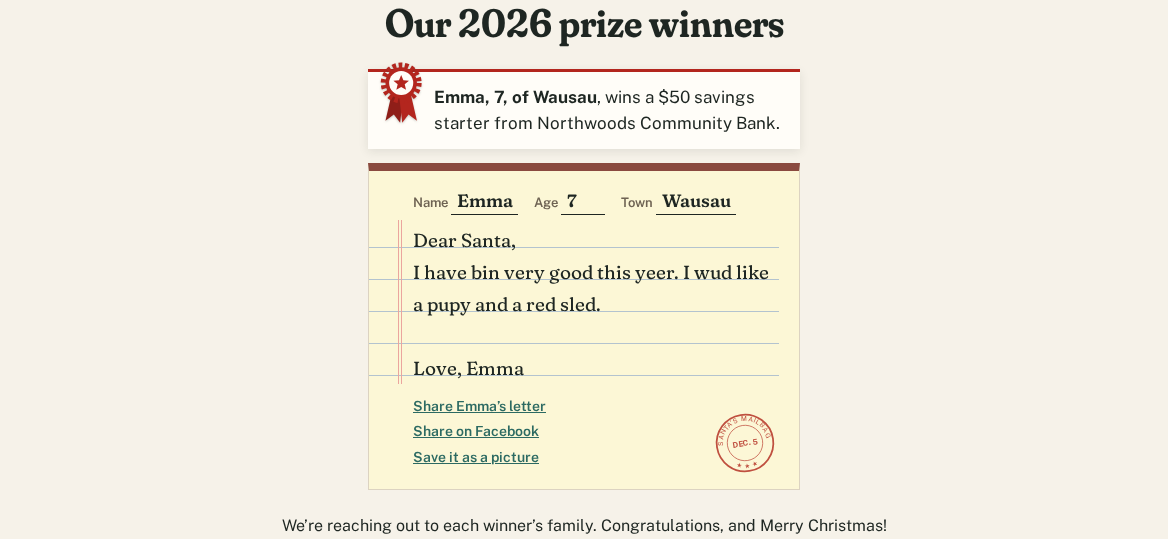 Our 2026 prize winners
Emma, 7, of Wausau, wins a $50 savings
starter from Northwoods Community Bank.
Name Emma Age 7 Town Wausau
Dear Santa,
I have bin very good this yeer. I wud like
a pupy and a red sled.
Love, Emma
Share Emma's letter
Share on Facebook
Save it as a picture
SANTA'S MAILBAG
DEC. 5
We're reaching out to each winner's family. Congratulations, and Merry Christmas!